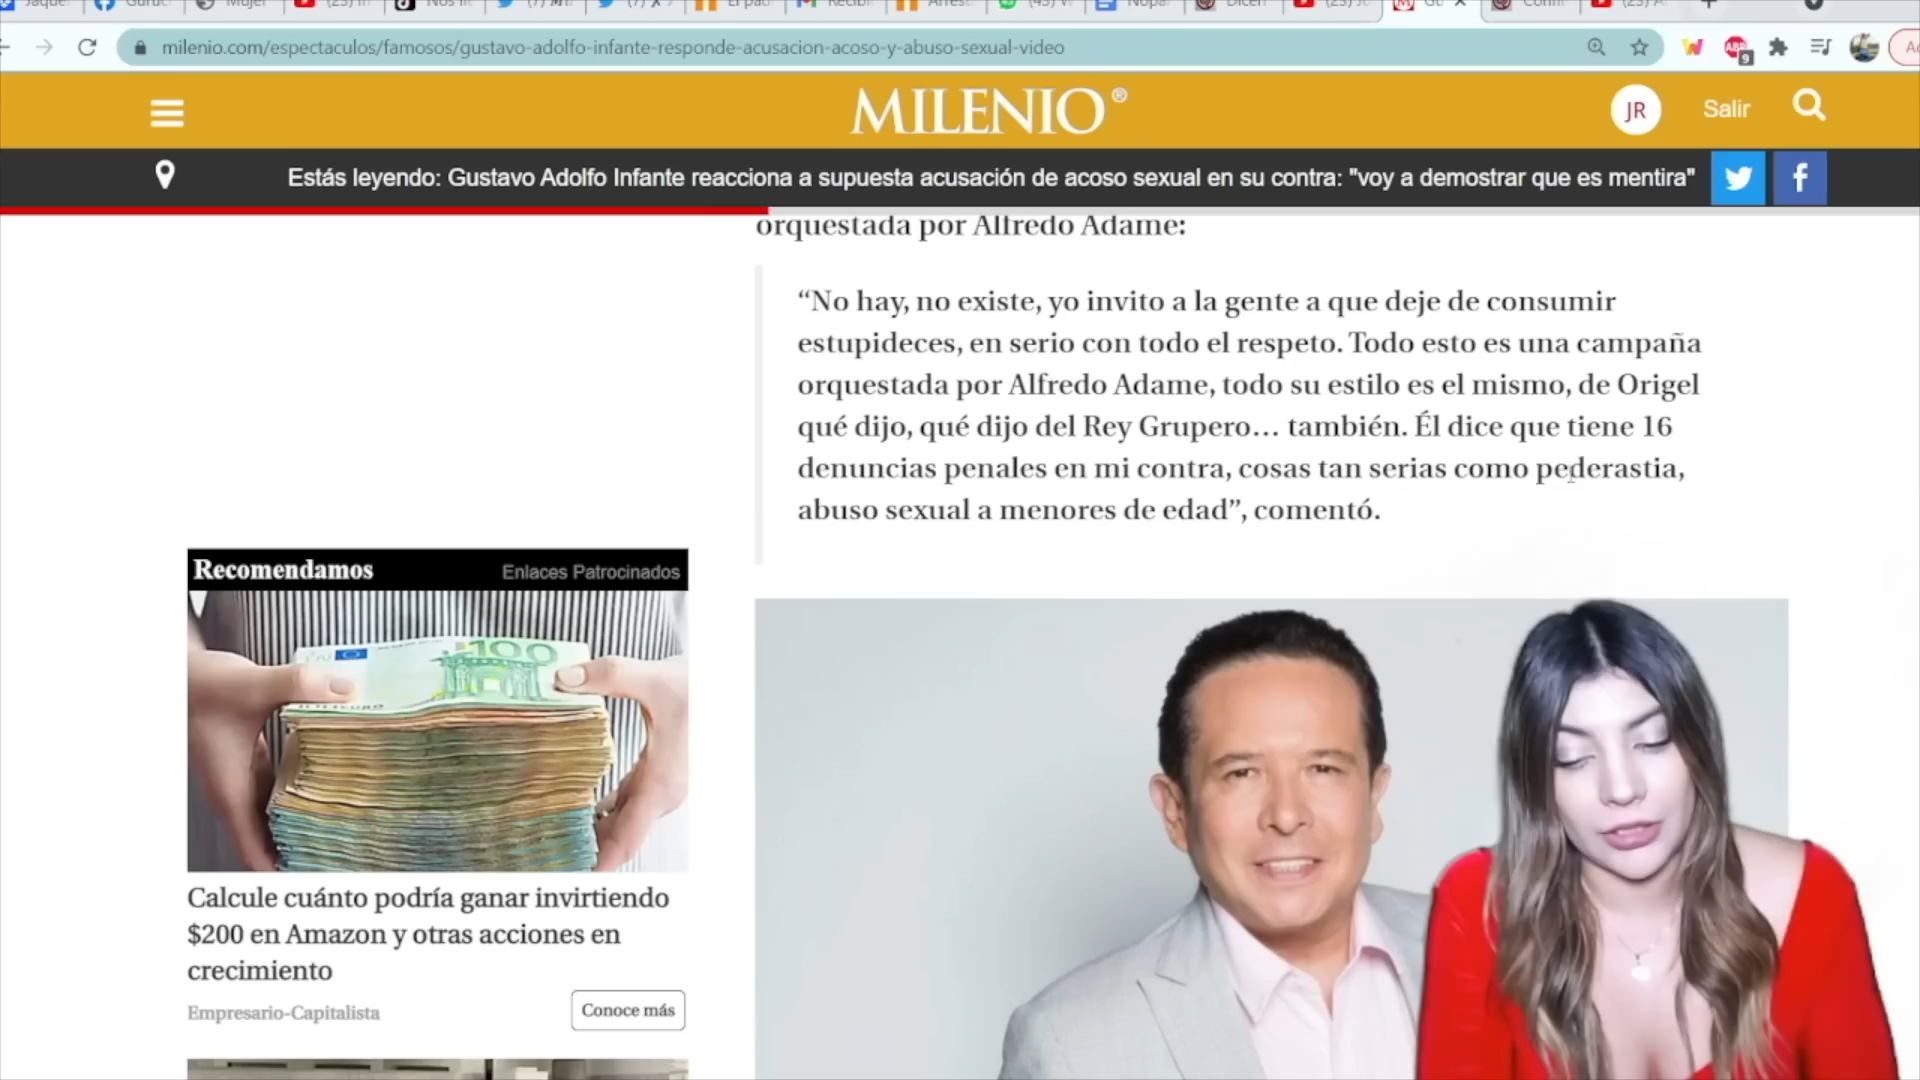 milenio.com/espectaculos/famosos/gustavo-adolfo-infante-responde-acusacion-acoso-y-abuso-sexual-video
ABP
9
MILENIO®
JR
Salir
Estás leyendo: Gustavo Adolfo Infante reacciona a supuesta acusación de acoso sexual en su contra: "voy a demostrar que es mentira"
orquestada por Alfredo Adame:
“No hay, no existe, yo invito a la gente a que deje de consumir
estupideces, en serio con todo el respeto. Todo esto es una campaña
orquestada por Alfredo Adame, todo su estilo es el mismo, de Origel
qué dijo, qué dijo del Rey Grupero... también. Él dice que tiene 16
denuncias penales en mi contra, cosas tan serias como pederastia,
abuso sexual a menores de edad”, comentó.
Recomendamos
Enlaces Patrocinados
100
Calcule cuánto podría ganar invirtiendo
$200 en Amazon y otras acciones en
crecimiento
Empresario-Capitalista
Conoce más